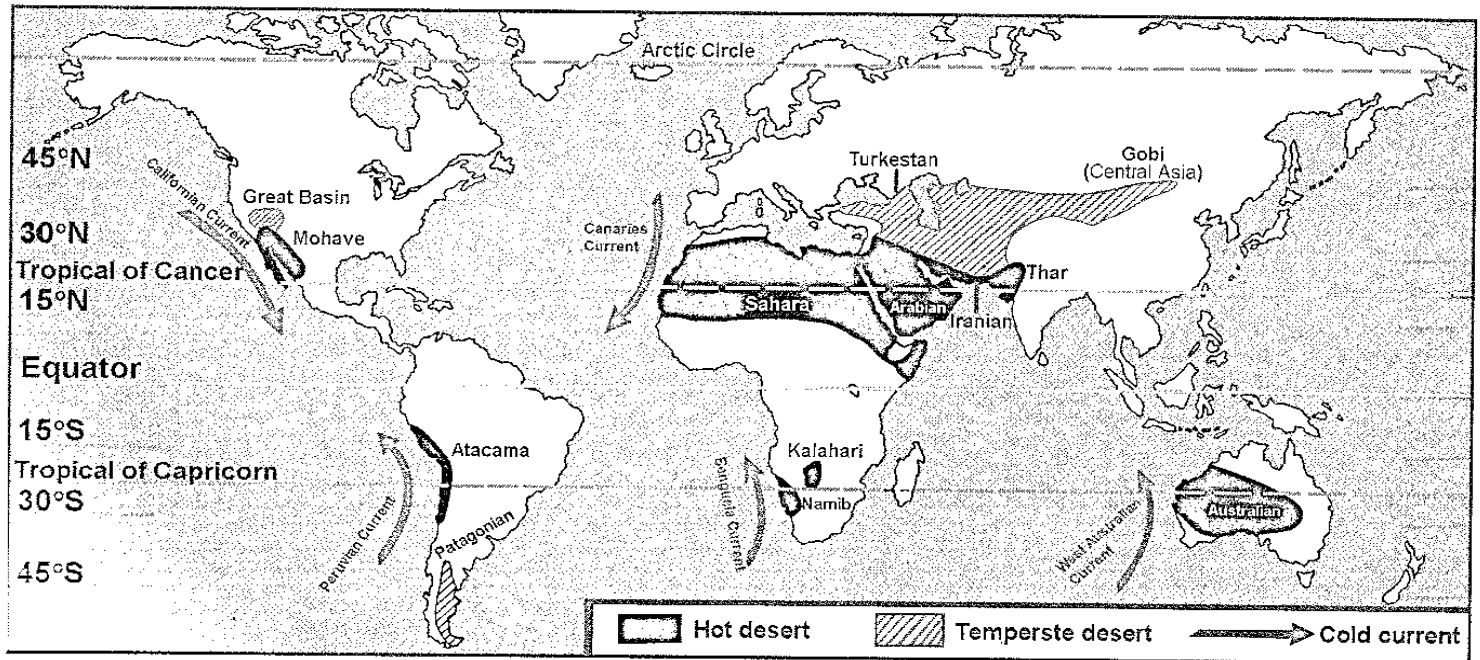 Arctic Circle
45°N
Californian Current
Great Basin
Turkestan
Gobi
(Central Asia)
30°N
Mohave
Canaries
Current
Tropical of Cancer
15°N
Sahara
Arabian
Iranian
Thar
Equator
15°S
Atacama
Kalahari
Tropical of Capricorn
30°S
Namib
Australian
Peruvian Current
Patagonian
Banguela Current
West Australian
Current
45°S
Hot desert
Temperste desert
Cold current